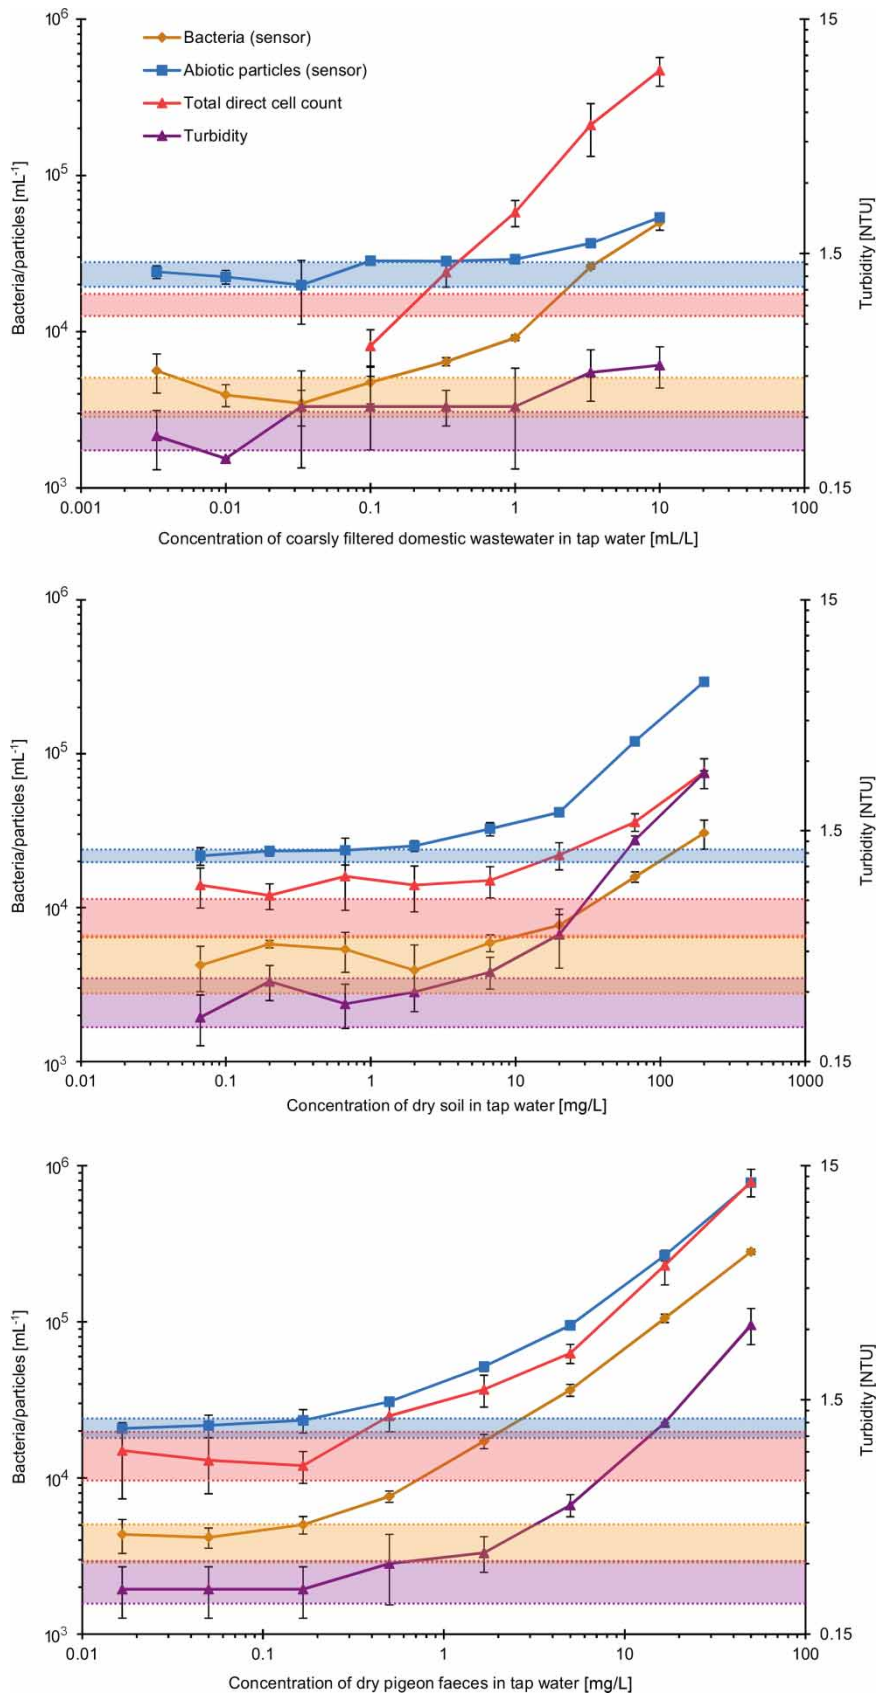 10⁶
10⁵
10⁴
10³
Bacteria/particles [mL⁻¹]
Bacteria (sensor)
Abiotic particles (sensor)
Total direct cell count
Turbidity
15
1.5
0.15
Turbidity [NTU]
0.001 0.01 0.1 1 10 100
Concentration of coarsly filtered domestic wastewater in tap water [mL/L]
10⁶
10⁵
10⁴
10³
Bacteria/particles [mL⁻¹]
15
1.5
0.15
Turbidity [NTU]
0.01 0.1 1 10 100 1000
Concentration of dry soil in tap water [mg/L]
10⁶
10⁵
10⁴
10³
Bacteria/particles [mL⁻¹]
15
1.5
0.15
Turbidity [NTU]
0.01 0.1 1 10 100
Concentration of dry pigeon faeces in tap water [mg/L]